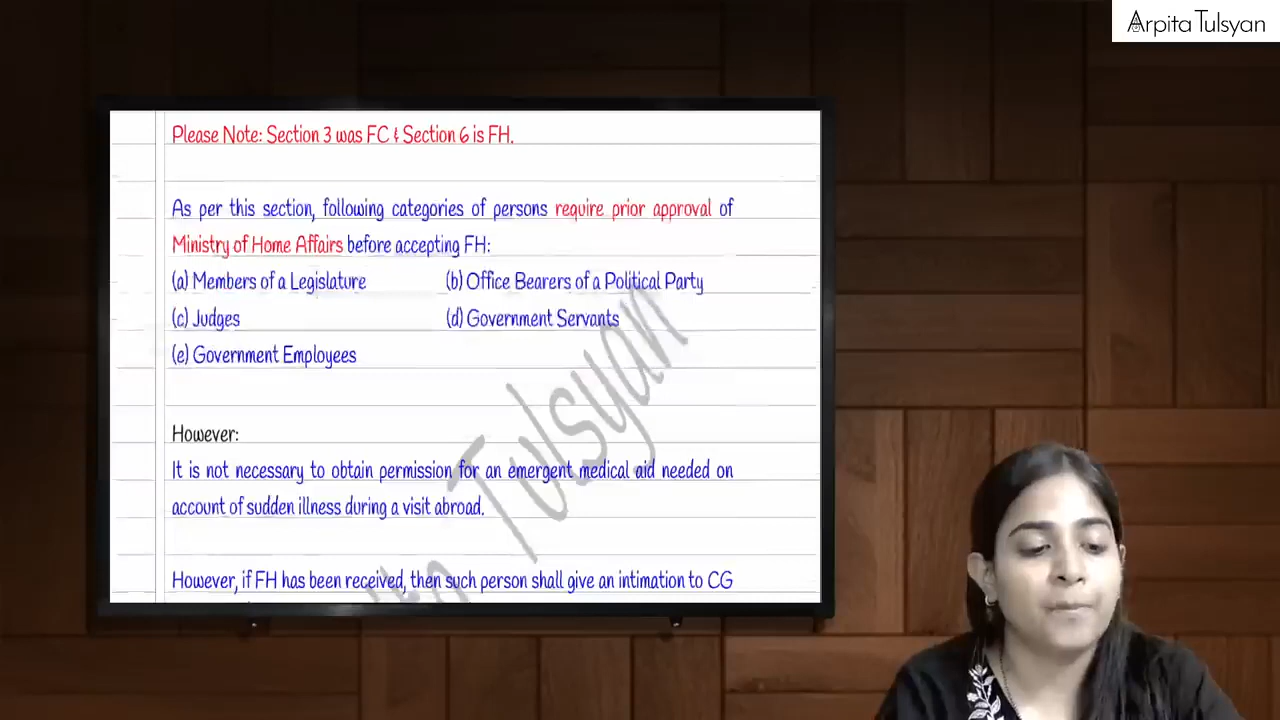 Arpita Tulsyan
Please Note: Section 3 was FC & Section 6 is FH.
As per this section, following categories of persons require prior approval of
Ministry of Home Affairs before accepting FH:
(a) Members of a Legislature (b) Office Bearers of a Political Party
(c) Judges (d) Government Servants
(e) Government Employees
However:
It is not necessary to obtain permission for an emergent medical aid needed on
account of sudden illness during a visit abroad.
However, if FH has been received, then such person shall give an intimation to CG
Tulsyan